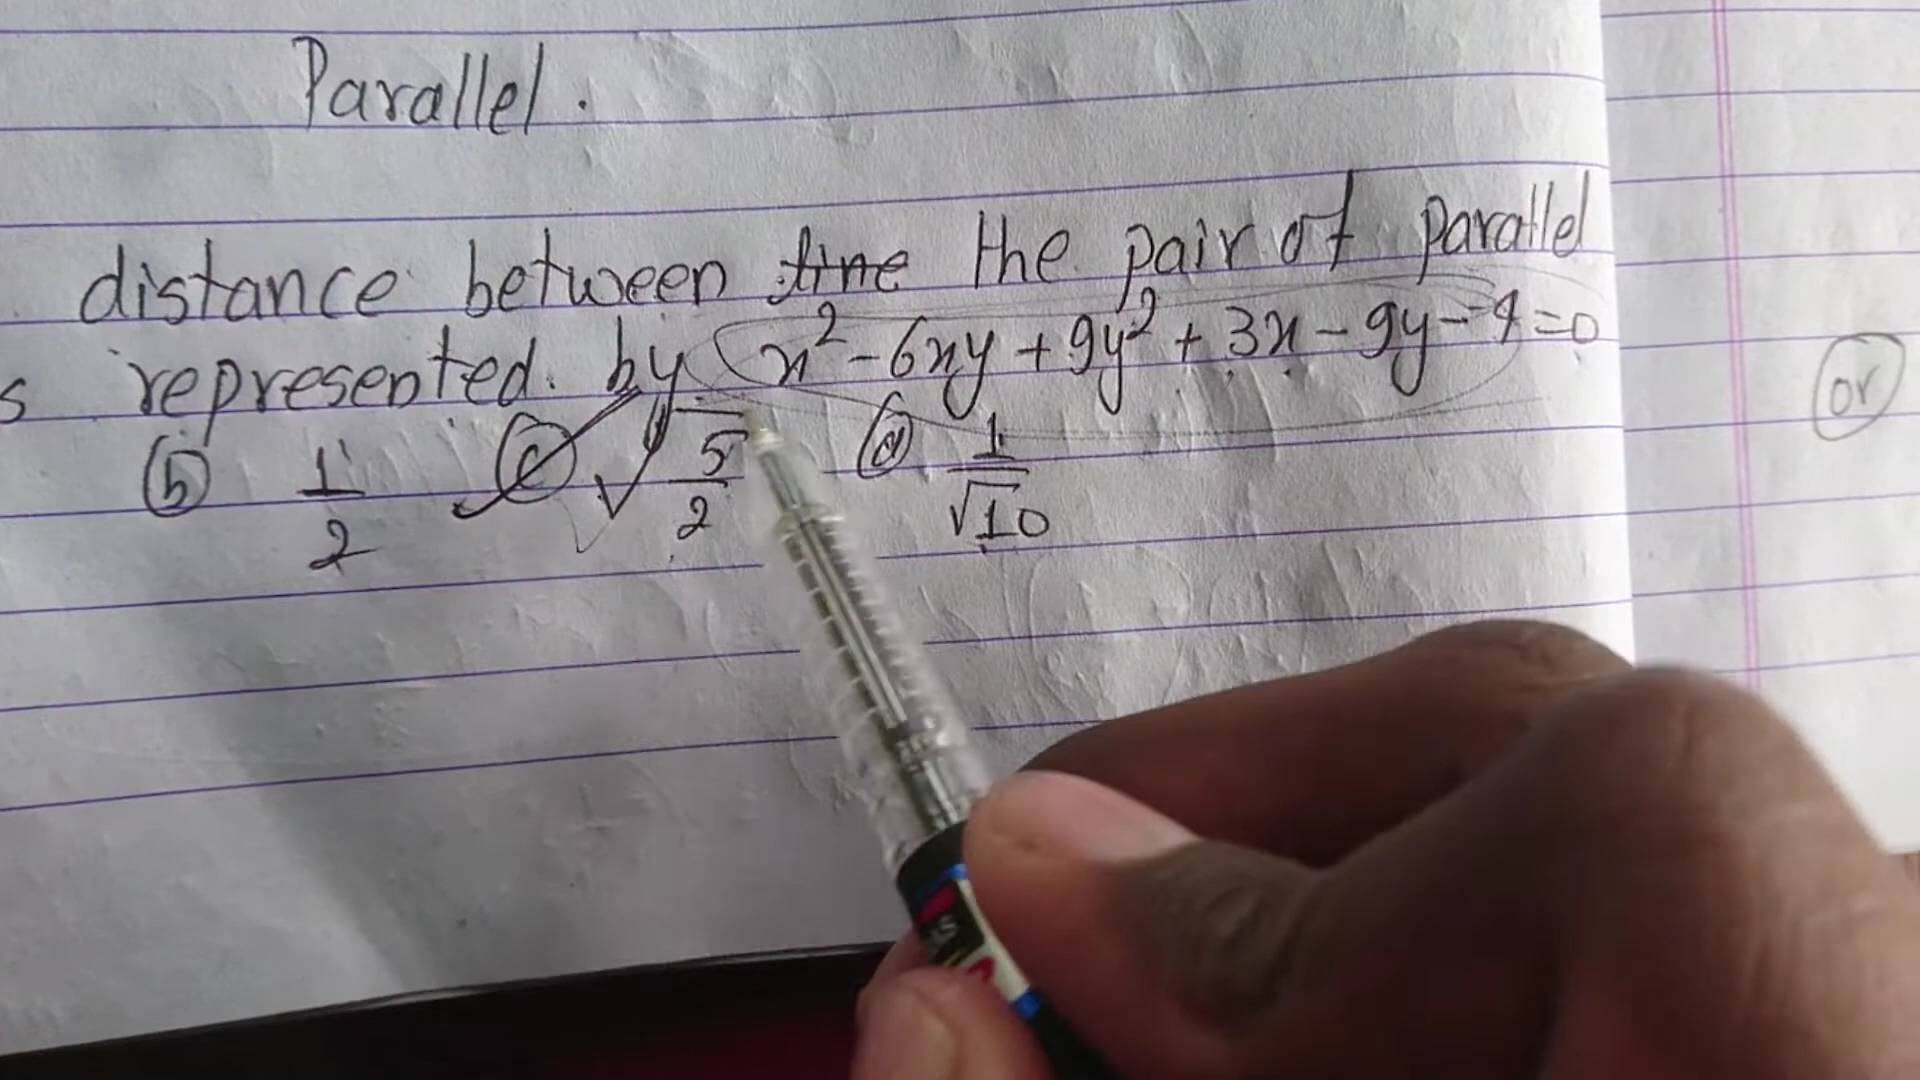 Parallel.
distance between line the pair of parallel
s represented. by x²-6xy+9y²+3x-9y-4=0
(b) 1/2 (c) √5/2 (d) 1/√10
or